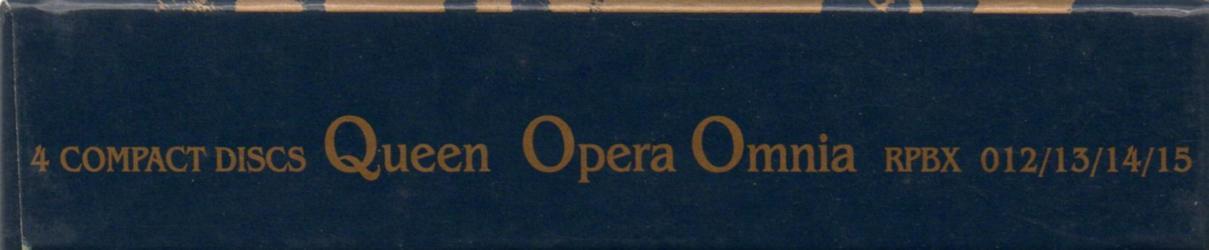 4 COMPACT DISCS Queen Opera Omnia RPBX 012/13/14/15